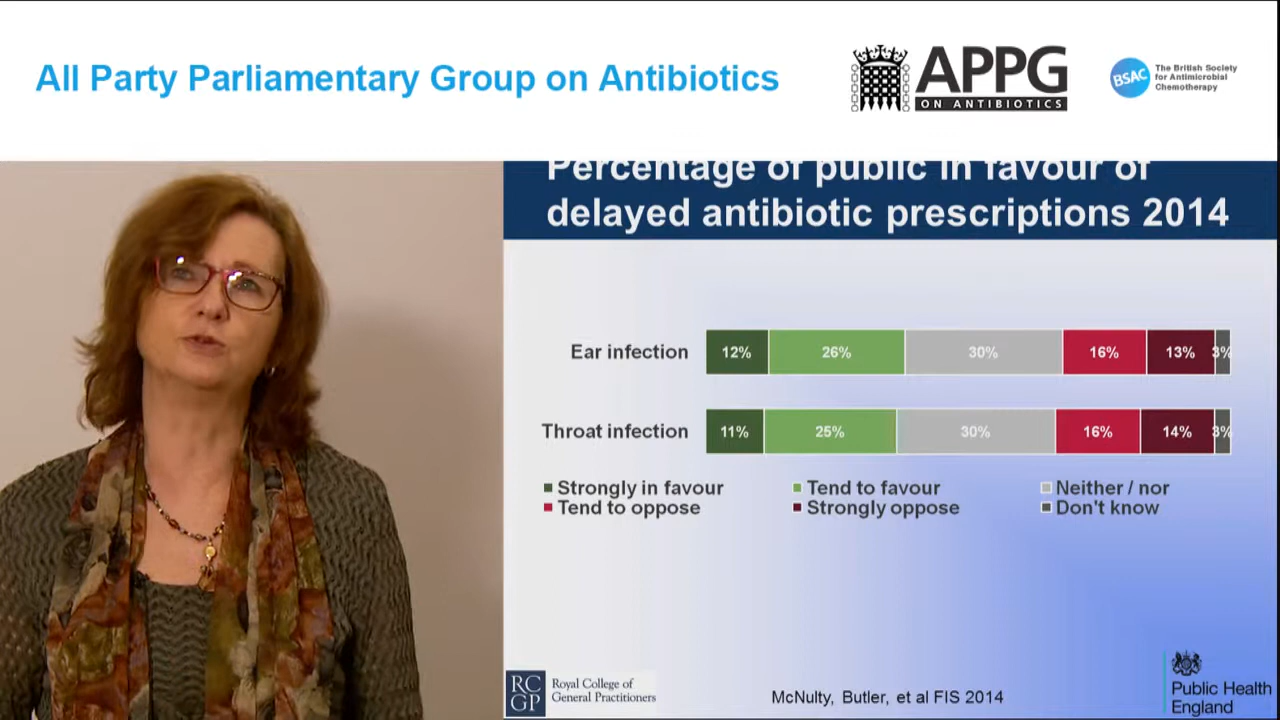 All Party Parliamentary Group on Antibiotics
APPG
ON ANTIBIOTICS
BSAC
The British Society
for Antimicrobial
Chemotherapy
Percentage of public in favour of
delayed antibiotic prescriptions 2014
Ear infection 12% 26% 30% 16% 13% 3%
Throat infection 11% 25% 30% 16% 14% 3%
Strongly in favour Tend to favour Neither / nor
Tend to oppose Strongly oppose Don't know
RC
GP
Royal College of
General Practitioners
McNulty, Butler, et al FIS 2014
Public Health
England